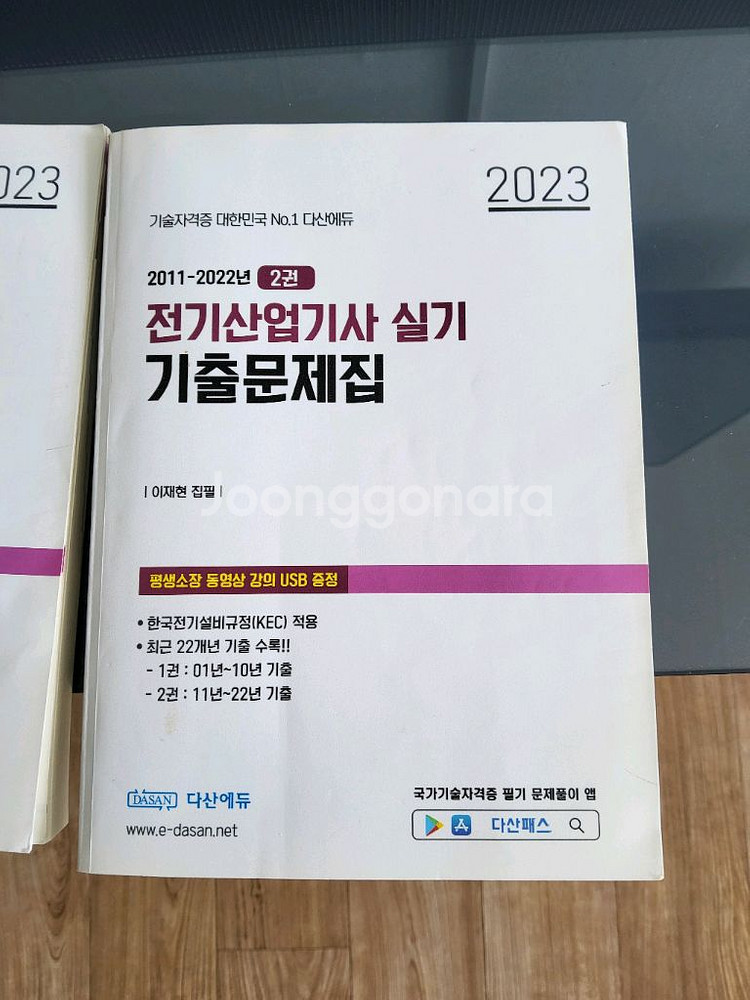 023
2023
기술자격증 대한민국 No.1 다산에듀
2011-2022년 2권
전기산업기사 실기
기출문제집
| 이재현 집필 |
Joonggonara
평생소장 동영상 강의 USB 증정
• 한국전기설비규정(KEC) 적용
• 최근 22개년 기출 수록!!
- 1권 : 01년~10년 기출
- 2권 : 11년~22년 기출
DASAN 다산에듀
www.e-dasan.net
국가기술자격증 필기 문제풀이 앱
다산패스